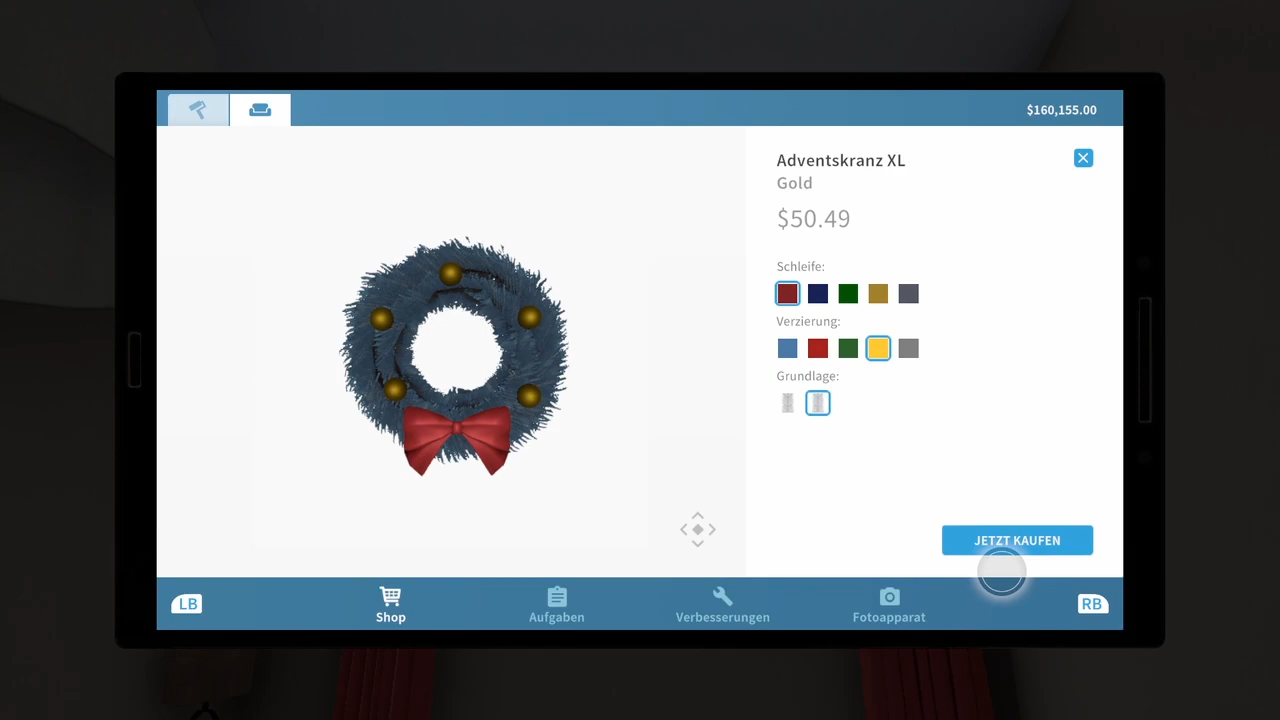 $160,155.00
Adventskranz XL
Gold
$50.49
Schleife:
Verzierung:
Grundlage:
JETZT KAUFEN
LB
Shop
Aufgaben
Verbesserungen
Fotoapparat
RB